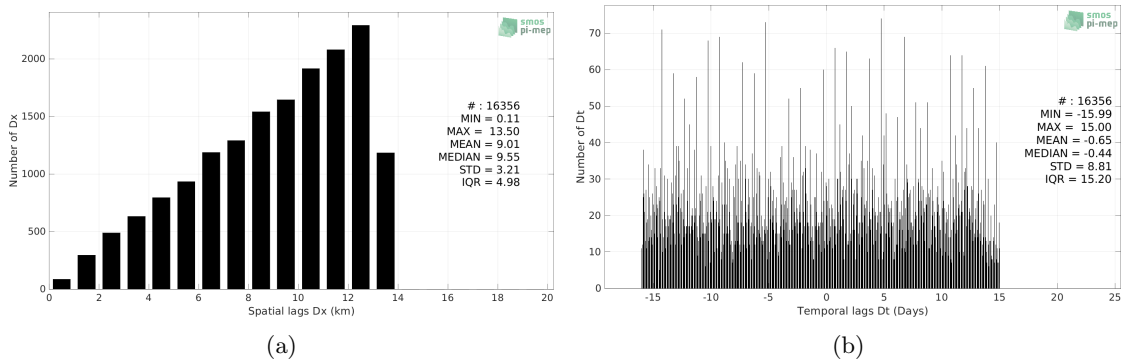 smos
pi-mep
Number of Dx
2000
1500
1000
500
0
# : 16356
MIN = 0.11
MAX = 13.50
MEAN = 9.01
MEDIAN = 9.55
STD = 3.21
IQR = 4.98
0 2 4 6 8 10 12 14 16 18 20
Spatial lags Dx (km)
(a)
smos
pi-mep
Number of Dt
70
60
50
40
30
20
10
0
# : 16356
MIN = -15.99
MAX = 15.00
MEAN = -0.65
MEDIAN = -0.44
STD = 8.81
IQR = 15.20
-15 -10 -5 0 5 10 15 20 25
Temporal lags Dt (Days)
(b)